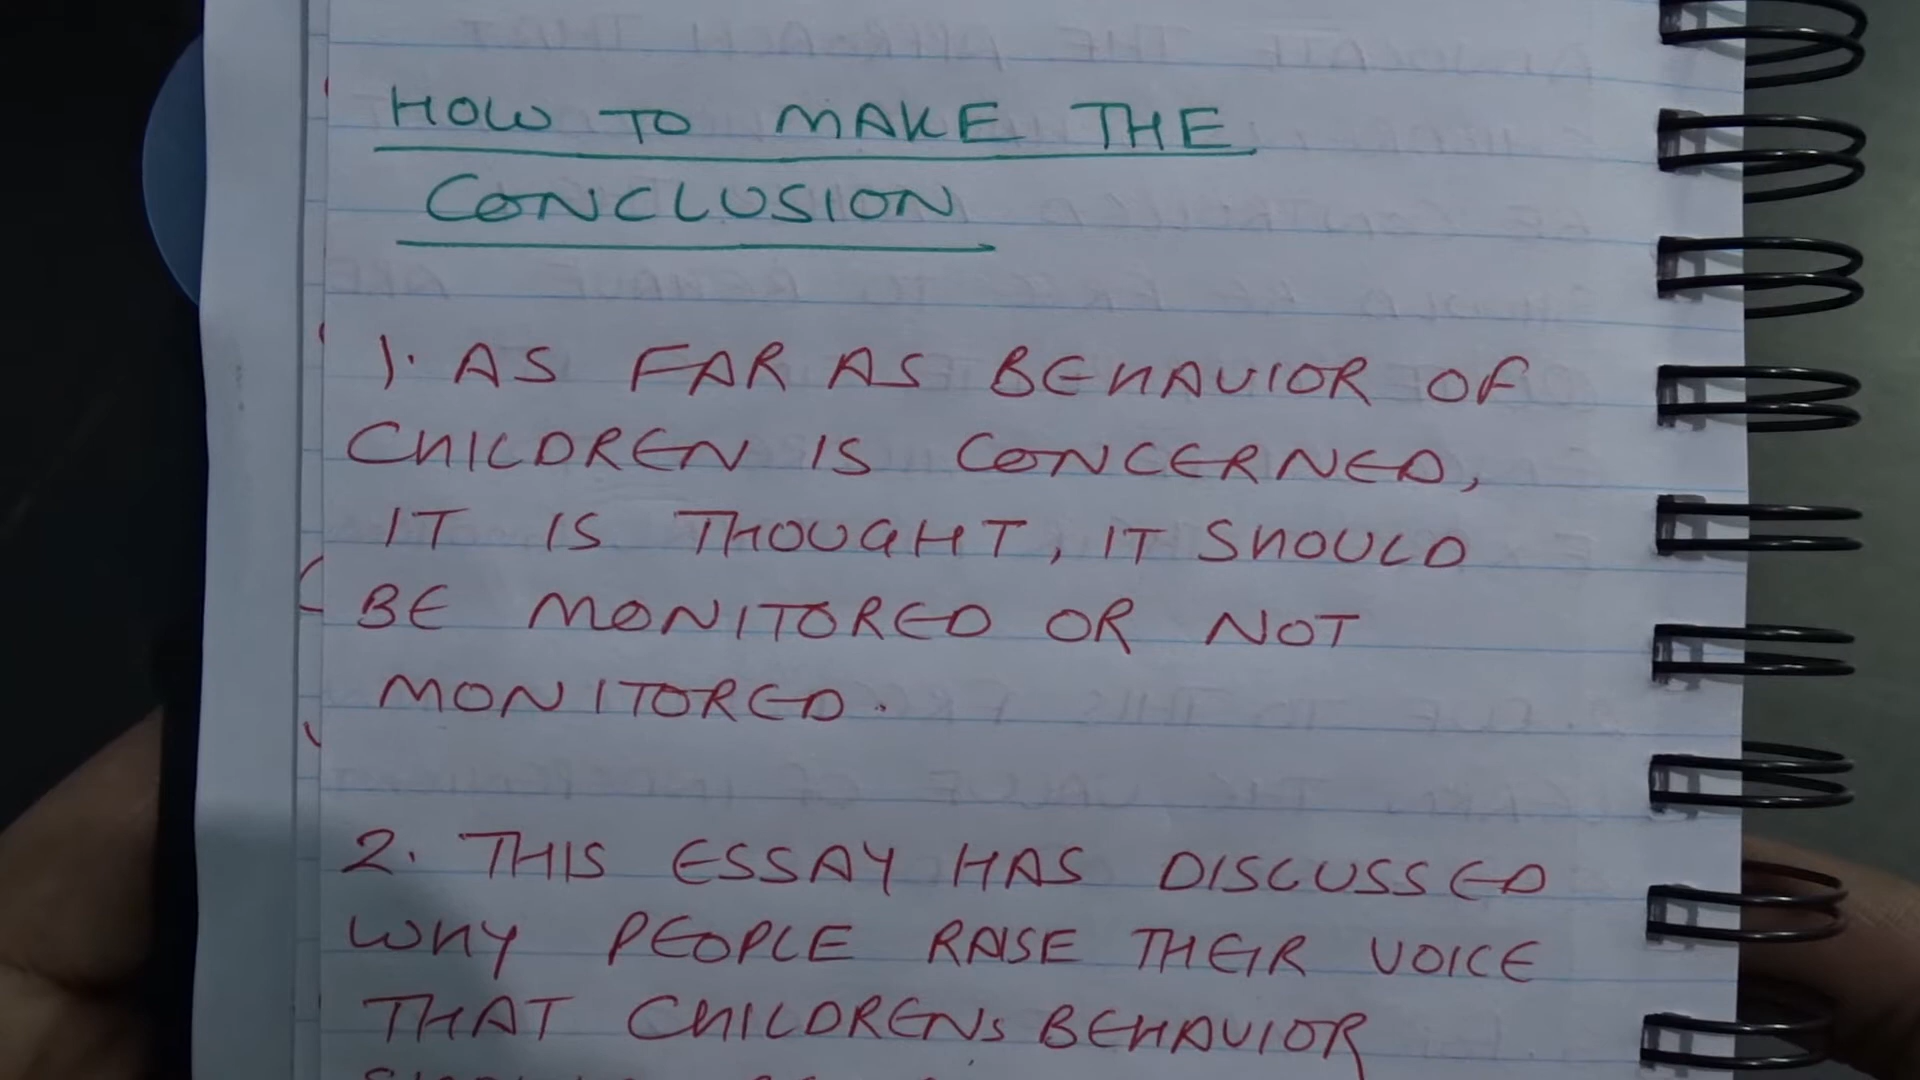 HOW TO MAKE THE
CONCLUSION
1. AS FAR AS BEHAVIOR OF
CHILDREN IS CONCERNED,
IT IS THOUGHT, IT SHOULD
BE MONITORED OR NOT
MONITORED.
2. THIS ESSAY HAS DISCUSSED
WHY PEOPLE RAISE THEIR VOICE
THAT CHILDRENS BEHAVIOR